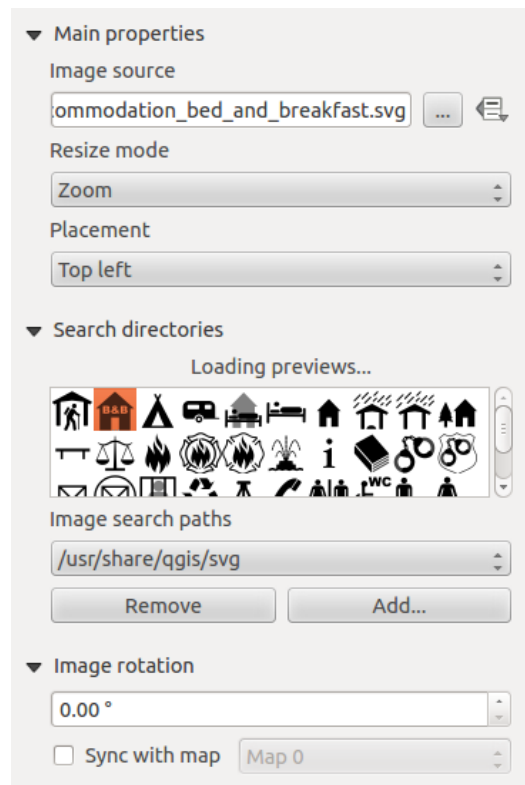 Main properties
Image source
ommodation_bed_and_breakfast.svg ...
Resize mode
Zoom
Placement
Top left
Search directories
Loading previews...
B&B
i
WC
Image search paths
/usr/share/qgis/svg
Remove Add...
Image rotation
0.00 °
Sync with map Map 0